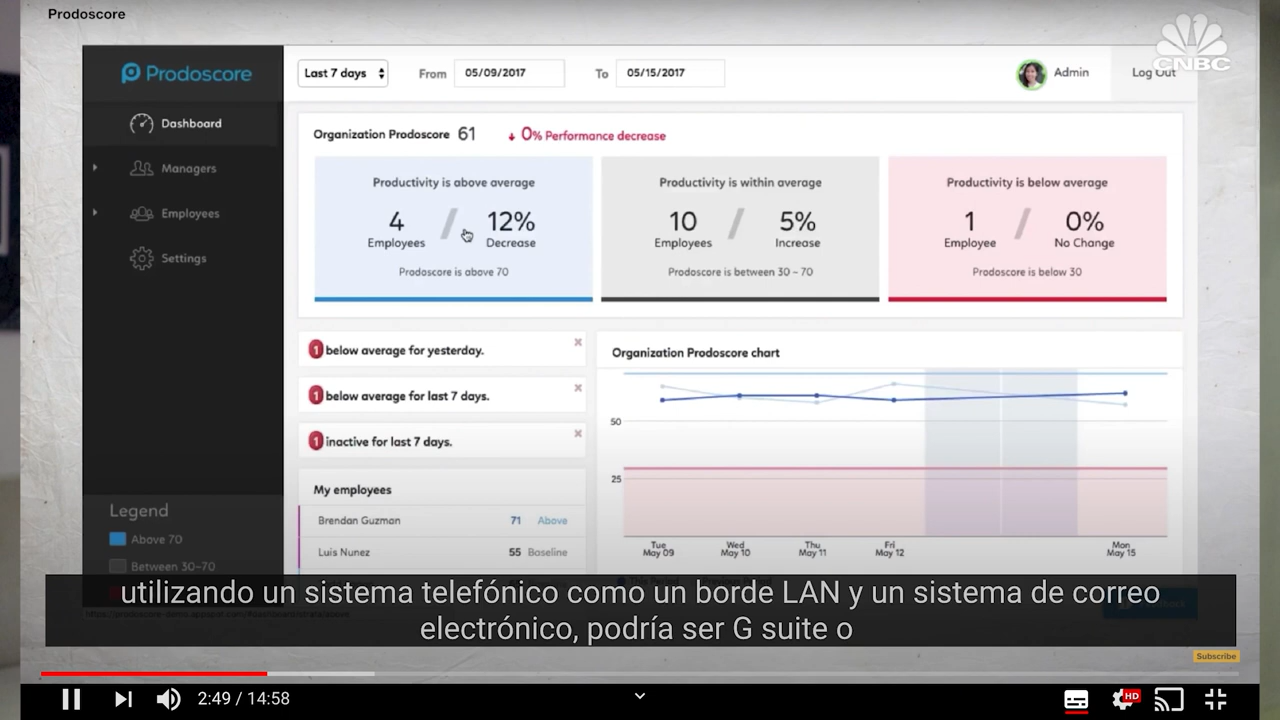 Prodoscore
CNBC
Prodoscore
Last 7 days
From
05/09/2017
To
05/15/2017
Admin
Log Out
Dashboard
Managers
Employees
Settings
Organization Prodoscore 61
0% Performance decrease
Productivity is above average
4
Employees
12%
Decrease
Prodoscore is above 70
Productivity is within average
10
Employees
5%
Increase
Prodoscore is between 30 – 70
Productivity is below average
1
Employee
0%
No Change
Prodoscore is below 30
1 below average for yesterday.
1 below average for last 7 days.
1 inactive for last 7 days.
My employees
Brendan Guzman 71 Above
Luis Nunez 55 Baseline
Organization Prodoscore chart
50
25
Tue
May 09
Wed
May 10
Thu
May 11
Fri
May 12
Mon
May 15
Legend
Above 70
Between 30–70
utilizando un sistema telefónico como un borde LAN y un sistema de correo
electrónico, podría ser G suite o
Subscribe
2:49 / 14:58
HD